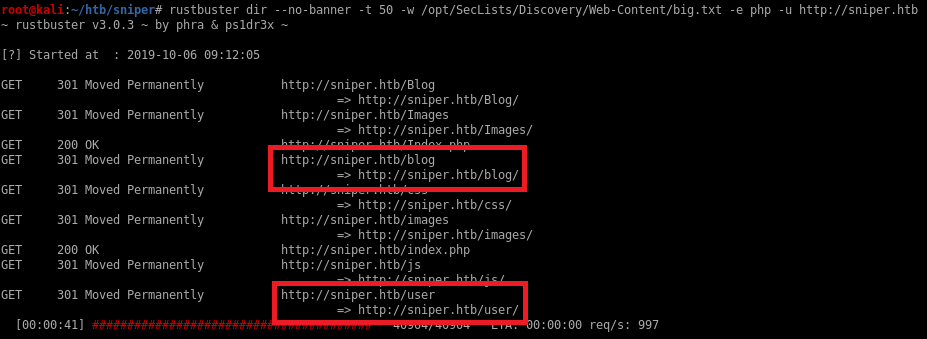 root@kali:~/htb/sniper# rustbuster dir --no-banner -t 50 -w /opt/SecLists/Discovery/Web-Content/big.txt -e php -u http://sniper.htb
~ rustbuster v3.0.3 ~ by phra & ps1dr3x ~
[?] Started at : 2019-10-06 09:12:05
GET 301 Moved Permanently http://sniper.htb/Blog
=> http://sniper.htb/Blog/
GET 301 Moved Permanently http://sniper.htb/Images
=> http://sniper.htb/Images/
GET 200 OK http://sniper.htb/Index.php
GET 301 Moved Permanently http://sniper.htb/blog
=> http://sniper.htb/blog/
GET 301 Moved Permanently http://sniper.htb/css
=> http://sniper.htb/css/
GET 301 Moved Permanently http://sniper.htb/images
=> http://sniper.htb/images/
GET 200 OK http://sniper.htb/index.php
GET 301 Moved Permanently http://sniper.htb/js
=> http://sniper.htb/js/
GET 301 Moved Permanently http://sniper.htb/user
=> http://sniper.htb/user/
[00:00:41] ######################################## 40964/40964 ETA: 00:00:00 req/s: 997